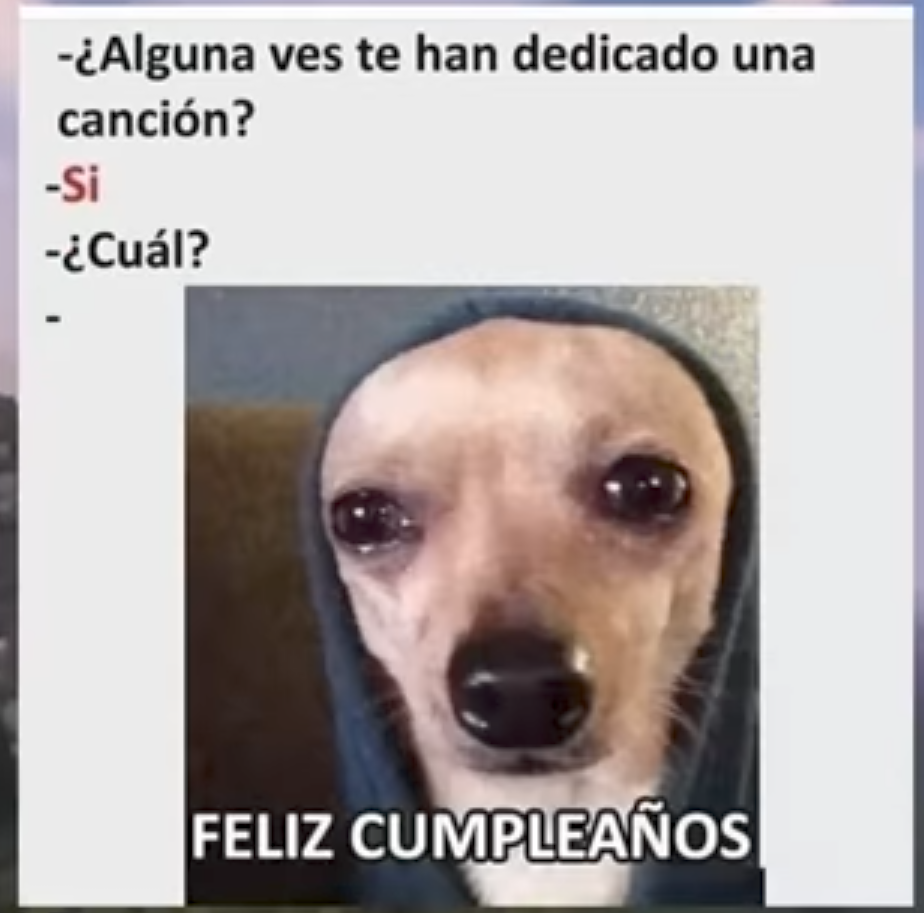 -¿Alguna ves te han dedicado una
canción?
-Si
-¿Cuál?
-
FELIZ CUMPLEAÑOS